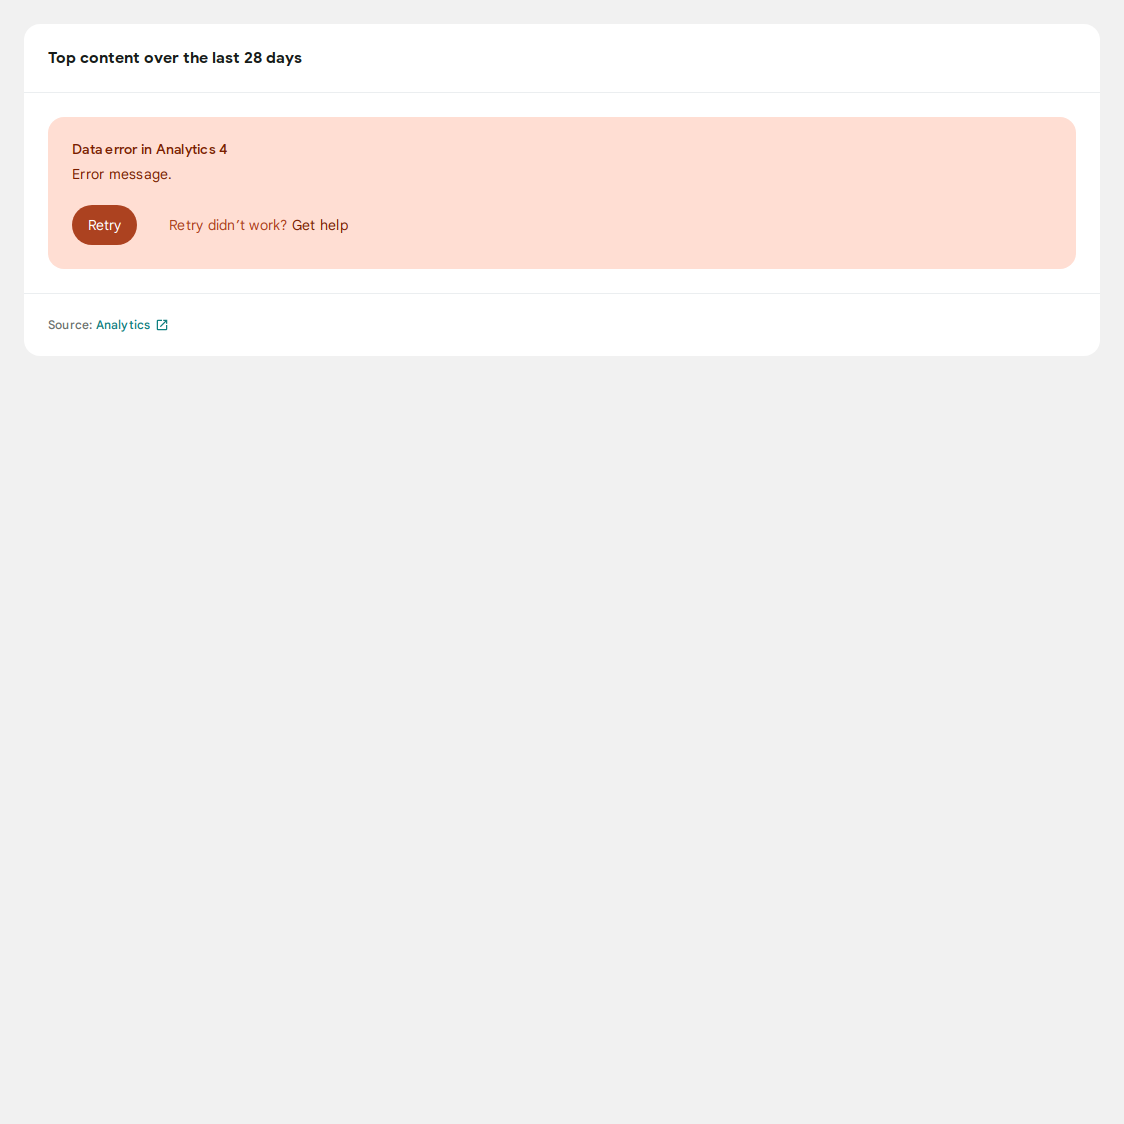 Top content over the last 28 days
Data error in Analytics 4
Error message.
Retry
Retry didn’t work? Get help
Source: Analytics